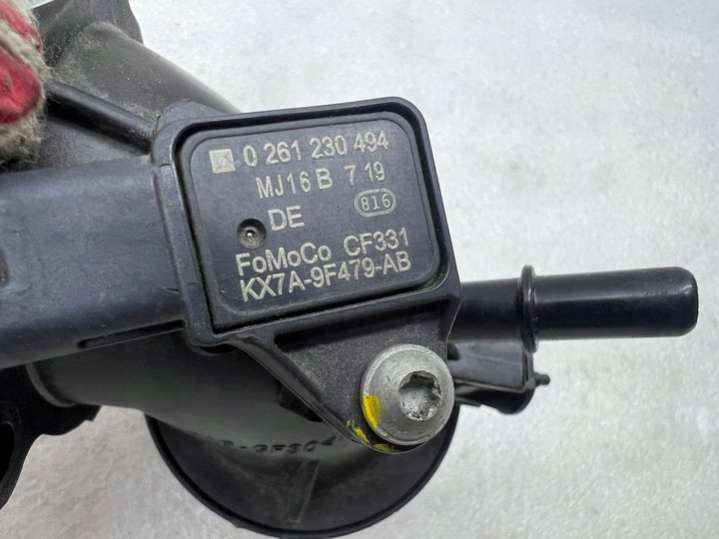 0 261 230 494
MJ16 B 7 19
816
DE
FoMoCo CF331
KX7A-9F479-AB